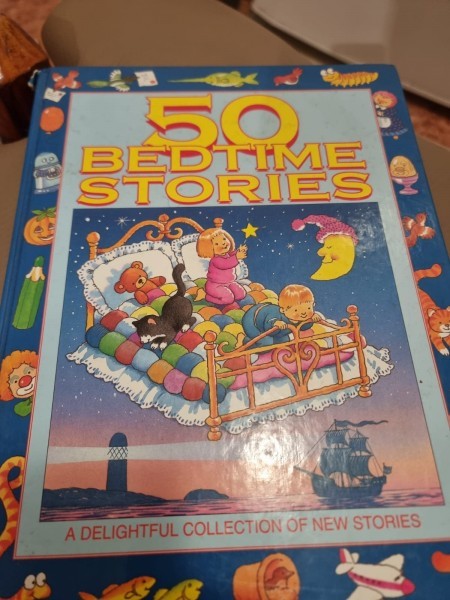 50
BEDTIME
STORIES
A DELIGHTFUL COLLECTION OF NEW STORIES